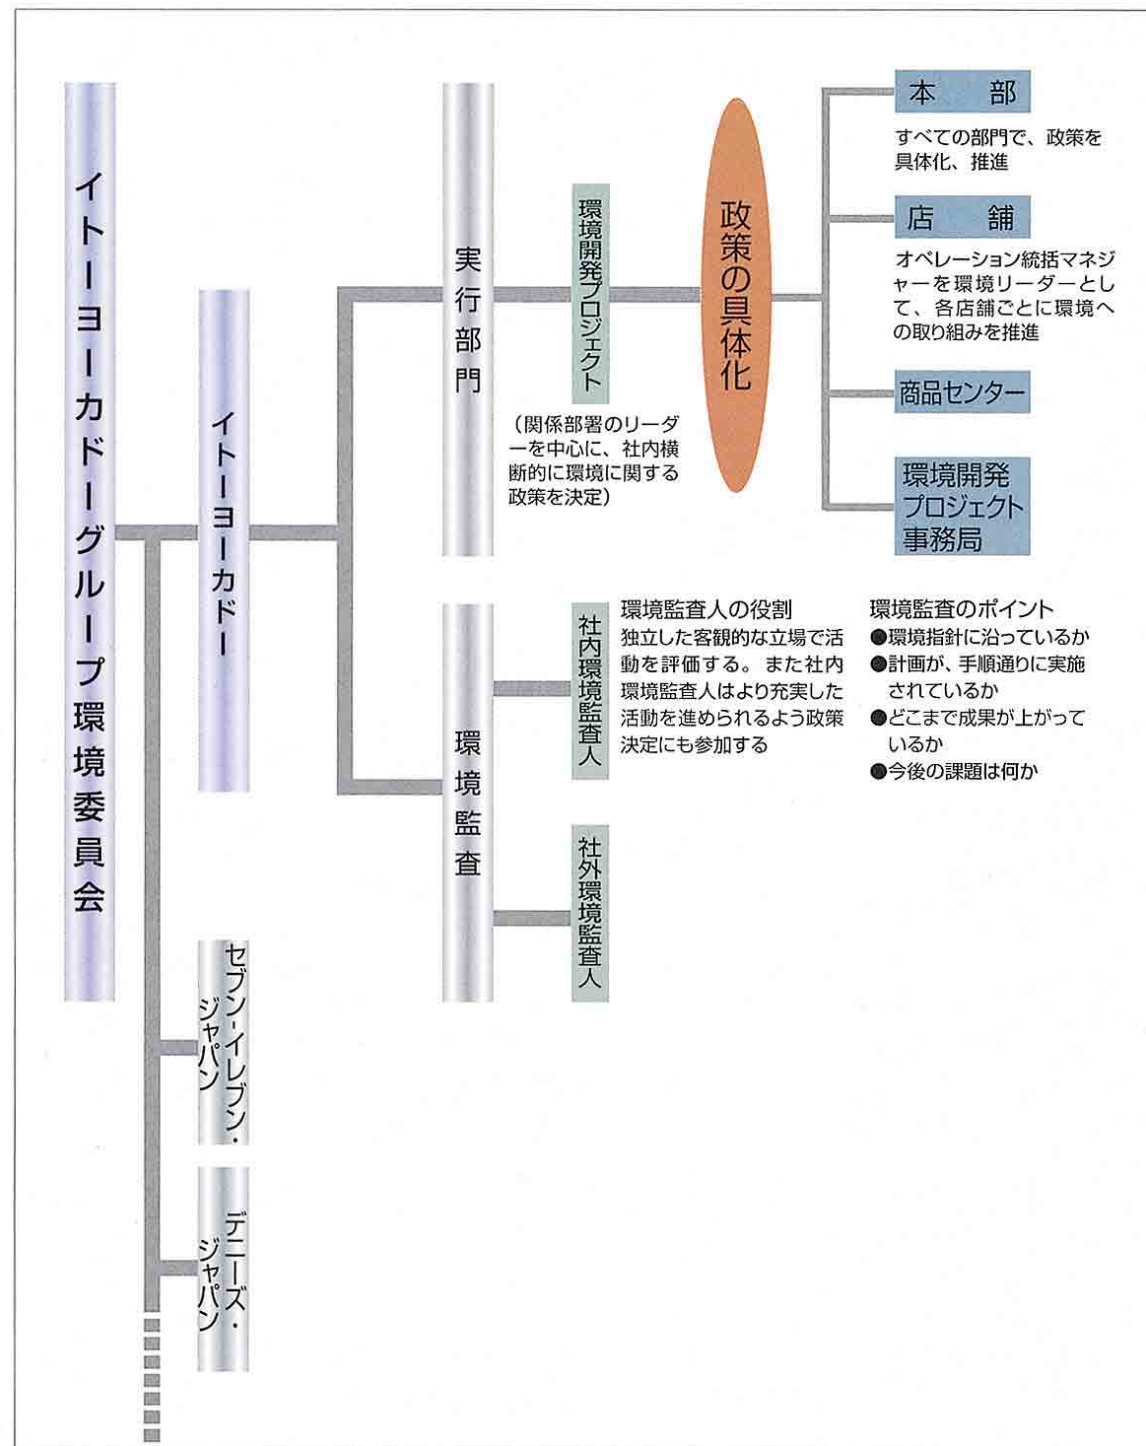 イトーヨーカドーグループ環境委員会
イトーヨーカドー
セブン-イレブン・
ジャパン
デニーズ・
ジャパン
実行部門
環境開発プロジェクト
(関係部署のリーダ
ーを中心に、社内横
断的に環境に関する
政策を決定)
政策の具体化
本部
すべての部門で、政策を
具体化、推進
店舗
オペレーション統括マネジ
ャーを環境リーダーとし
て、各店舗ごとに環境へ
の取り組みを推進
商品センター
環境開発
プロジェクト
事務局
環境監査
社内環境監査人
社外環境監査人
環境監査人の役割
独立した客観的な立場で活
動を評価する。また社内
環境監査人はより充実した
活動を進められるよう政策
決定にも参加する
環境監査のポイント
●環境指針に沿っているか
●計画が、手順通りに実施
されているか
●どこまで成果が上がって
いるか
●今後の課題は何か